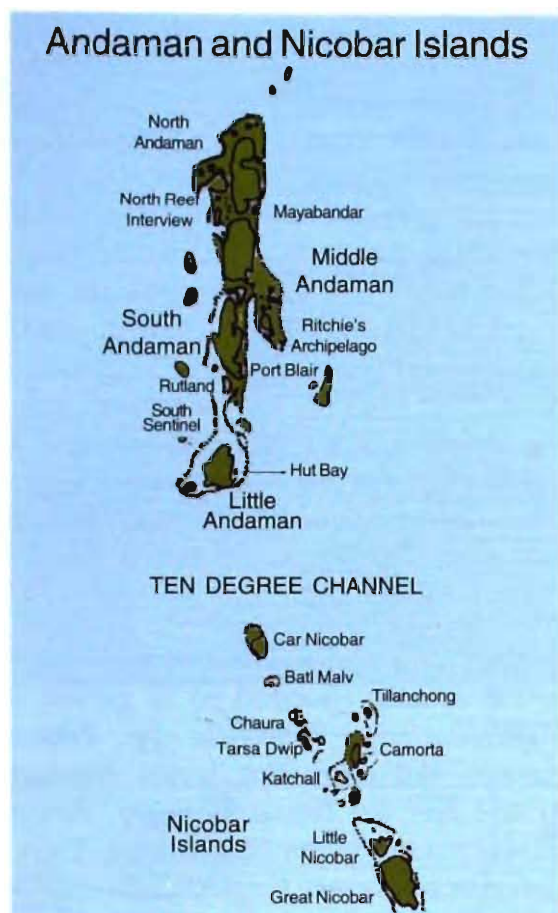 Andaman and Nicobar Islands
North
Andaman
North Reef
Interview
Mayabandar
Middle
Andaman
South
Andaman
Ritchie's
Archipelago
Port Blair
Rutland
South
Sentinel
Hut Bay
Little
Andaman
TEN DEGREE CHANNEL
Car Nicobar
Batl Malv
Tillanchong
Chaura
Tarsa Dwip
Camorta
Katchall
Nicobar
Islands
Little
Nicobar
Great Nicobar